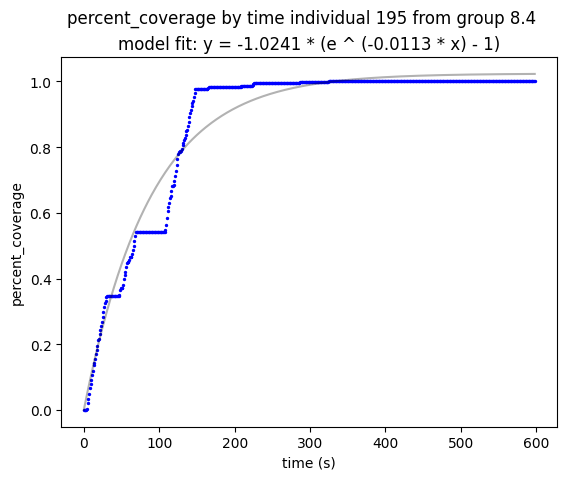 percent_coverage by time individual 195 from group 8.4
model fit: y = -1.0241 * (e ^ (-0.0113 * x) - 1)
1.0
0.8
0.6
0.4
0.2
0.0
percent_coverage
0 100 200 300 400 500 600
time (s)